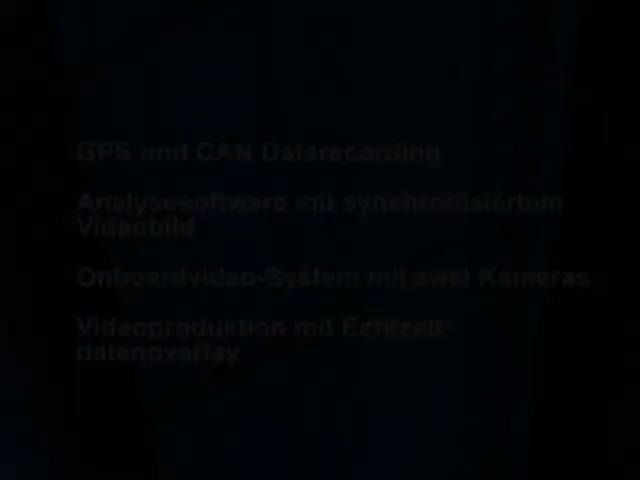 GPS und CAN Datarecording
Analysesoftware mit synchronisiertem
Videobild
Onboardvideo-System mit zwei Kameras
Videoproduktion mit Echtzeit-
datenoverlay